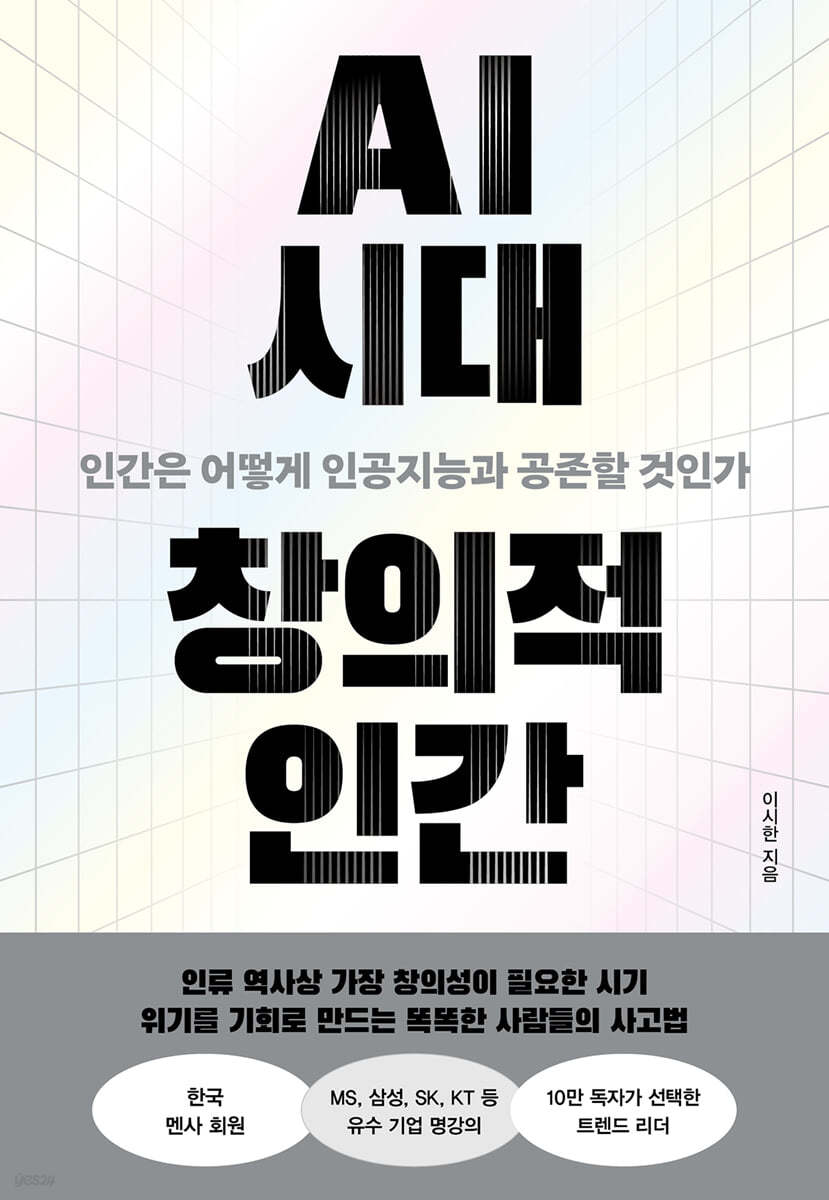 AI
시대
인간은 어떻게 인공지능과 공존할 것인가
창의적
인간
이시한 지음
인류 역사상 가장 창의성이 필요한 시기
위기를 기회로 만드는 똑똑한 사람들의 사고법
한국
멘사 회원
MS, 삼성, SK, KT 등
유수 기업 명강의
10만 독자가 선택한
트렌드 리더
yes24